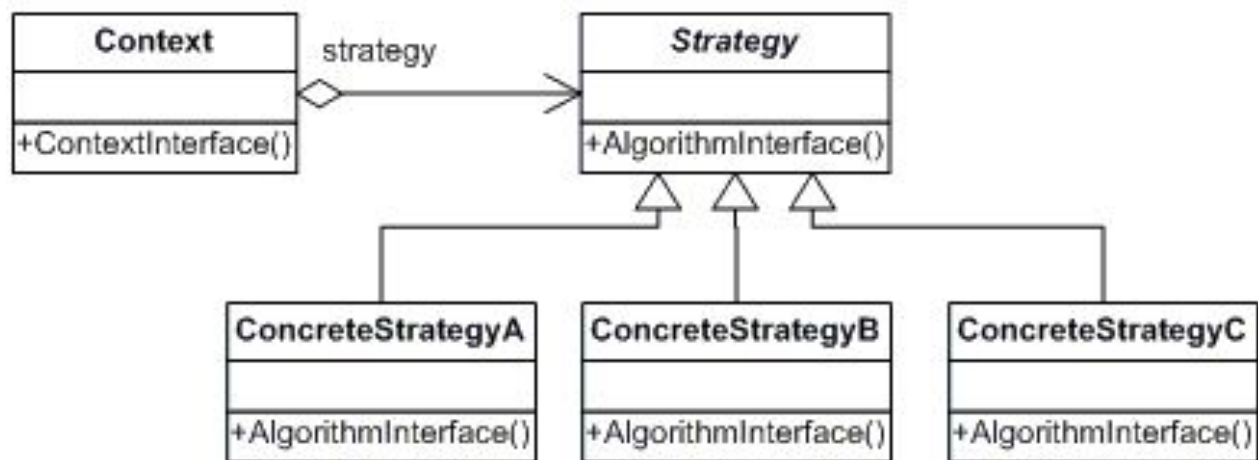 Context
strategy
Strategy
+ContextInterface()
+AlgorithmInterface()
ConcreteStrategyA
ConcreteStrategyB
ConcreteStrategyC
+AlgorithmInterface()
+AlgorithmInterface()
+AlgorithmInterface()